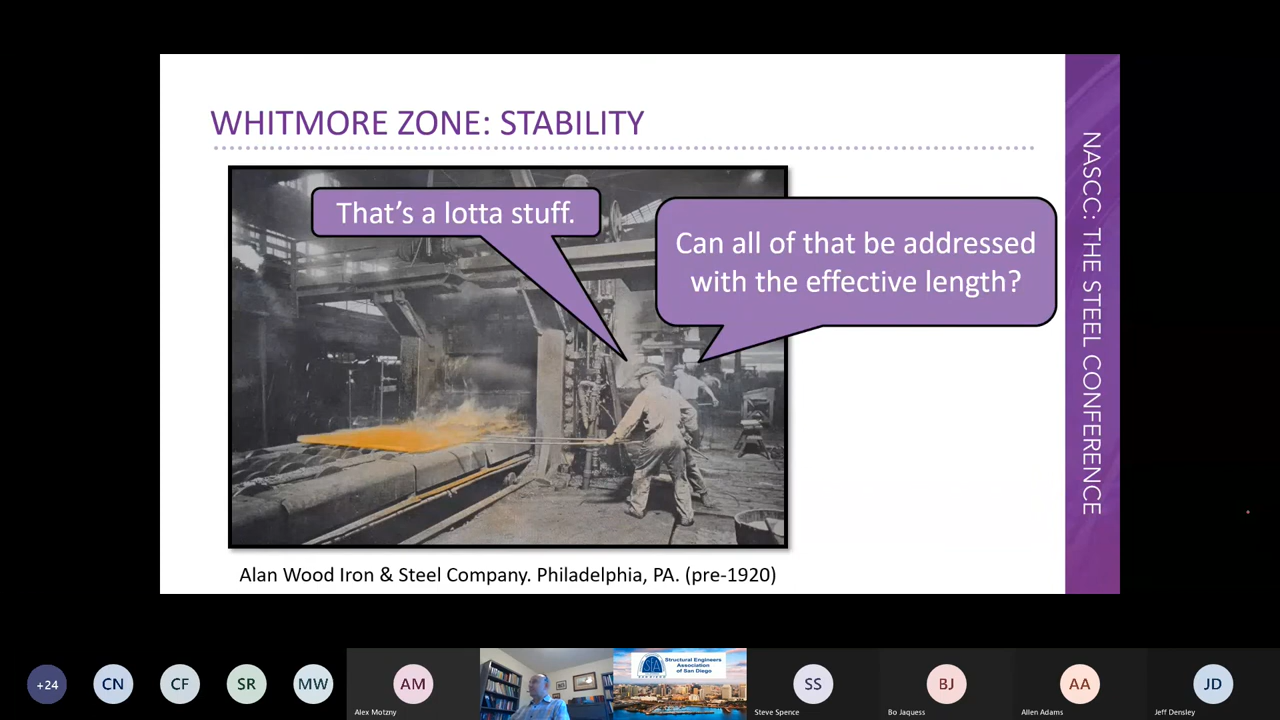 WHITMORE ZONE: STABILITY
That's a lotta stuff.
Can all of that be addressed
with the effective length?
Alan Wood Iron & Steel Company. Philadelphia, PA. (pre-1920)
NASCC: THE STEEL CONFERENCE
+24
CN
CF
SR
MW
AM
Alex Motzny
Structural Engineers
Association
of San Diego
SS
Steve Spence
BJ
Bo Jaquess
AA
Allen Adams
JD
Jeff Densley